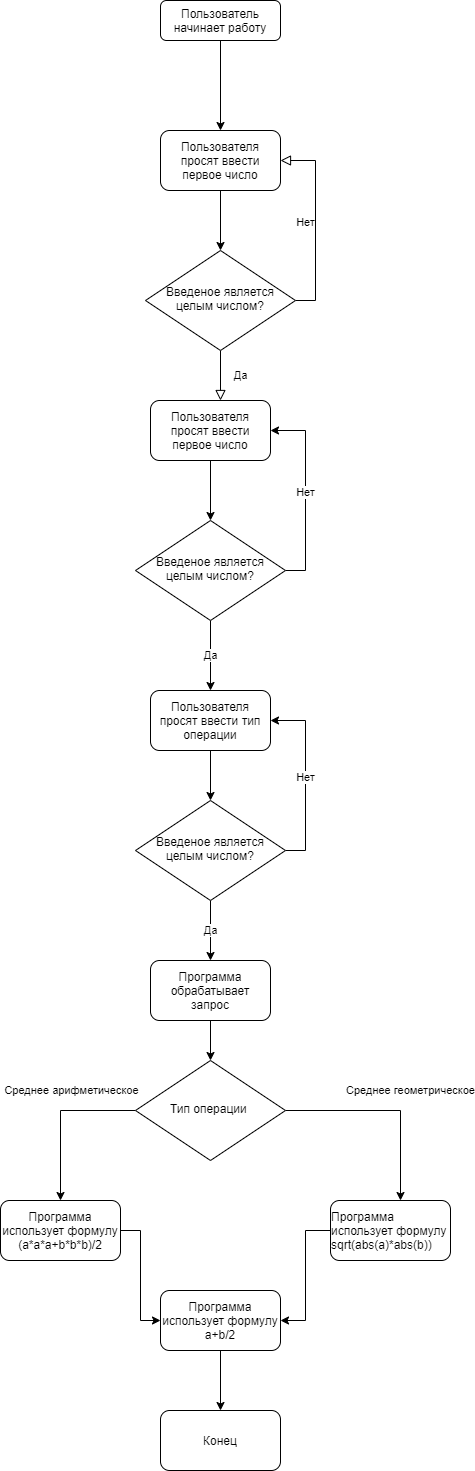 Пользователь
начинает работу
Пользователя
просят ввести
первое число
Нет
Введеное является
целым числом?
Да
Пользователя
просят ввести
первое число
Нет
Введеное является
целым числом?
Да
Пользователя
просят ввести тип
операции
Нет
Введеное является
целым числом?
Да
Программа
обрабатывает
запрос
Среднее арифметическое
Среднее геометрическое
Тип операции
Программа
использует формулу
(a*a*a+b*b*b)/2
Программа
использует формулу
sqrt(abs(a)*abs(b))
Программа
использует формулу
a+b/2
Конец